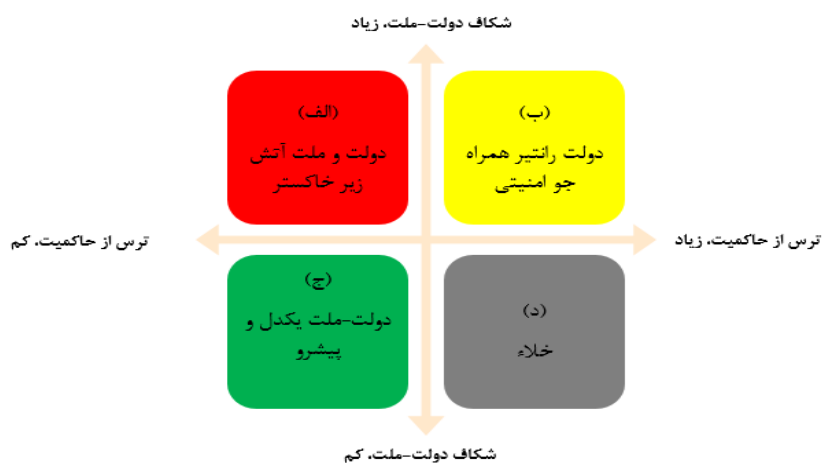 شکاف دولت-ملت، زیاد
(الف)
دولت و ملت آتش
زیر خاکستر
(ب)
دولت رانتیر همراه
جو امنیتی
ترس از حاکمیت، کم
ترس از حاکمیت، زیاد
(ج)
دولت-ملت یکدل و
پیشرو
(د)
خلاء
شکاف دولت-ملت، کم